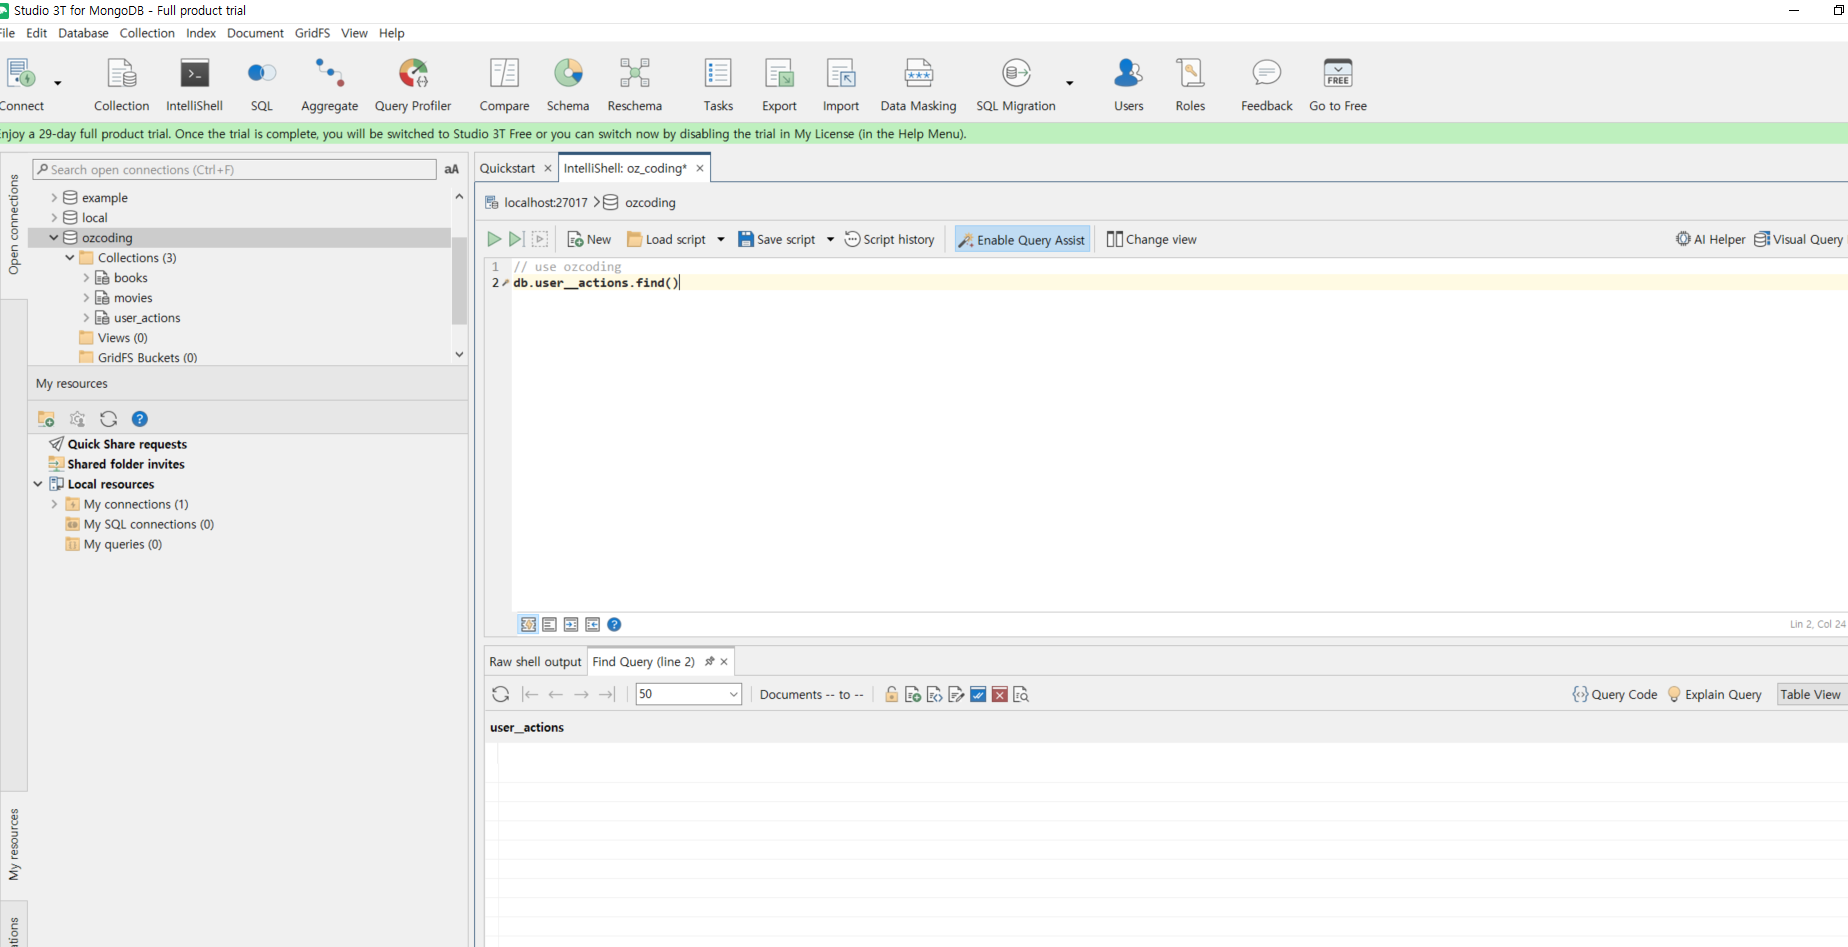 Studio 3T for MongoDB - Full product trial
File Edit Database Collection Index Document GridFS View Help
Connect Collection IntelliShell SQL Aggregate Query Profiler Compare Schema Reschema Tasks Export Import Data Masking SQL Migration Users Roles Feedback Go to Free
FREE
Enjoy a 29-day full product trial. Once the trial is complete, you will be switched to Studio 3T Free or you can switch now by disabling the trial in My License (in the Help Menu).
Open connections
Search open connections (Ctrl+F) aA
example
local
ozcoding
Collections (3)
books
movies
user_actions
Views (0)
GridFS Buckets (0)
My resources
Quick Share requests
Shared folder invites
Local resources
My connections (1)
My SQL connections (0)
My queries (0)
My resources
ations
Quickstart × IntelliShell: oz_coding* ×
localhost:27017 > ozcoding
New Load script Save script Script history Enable Query Assist Change view AI Helper Visual Query
1 // use ozcoding
2 db.user__actions.find()
Lin 2, Col 24
Raw shell output Find Query (line 2) ×
50 Documents -- to -- Query Code Explain Query Table View
user__actions